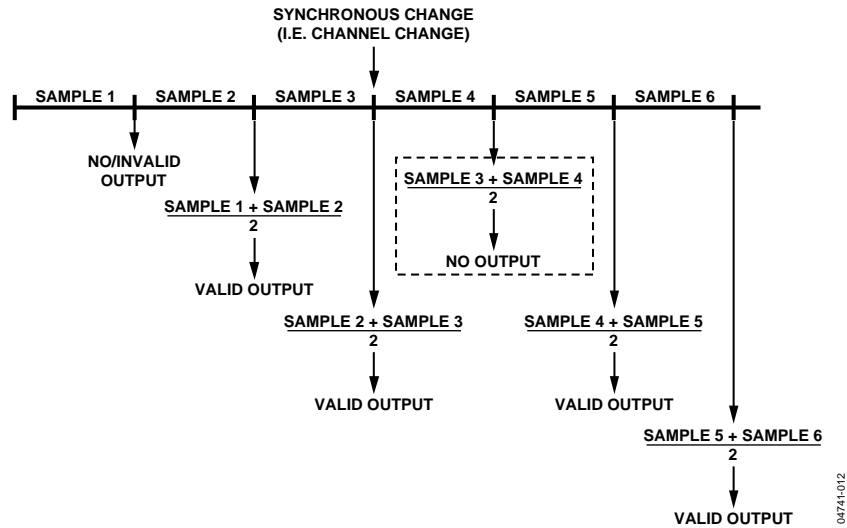 SYNCHRONOUS CHANGE
(I.E. CHANNEL CHANGE)
SAMPLE 1
SAMPLE 2
SAMPLE 3
SAMPLE 4
SAMPLE 5
SAMPLE 6
NO/INVALID
OUTPUT
SAMPLE 1 + SAMPLE 2
2
VALID OUTPUT
SAMPLE 3 + SAMPLE 4
2
NO OUTPUT
SAMPLE 2 + SAMPLE 3
2
VALID OUTPUT
SAMPLE 4 + SAMPLE 5
2
VALID OUTPUT
SAMPLE 5 + SAMPLE 6
2
VALID OUTPUT
04741-012